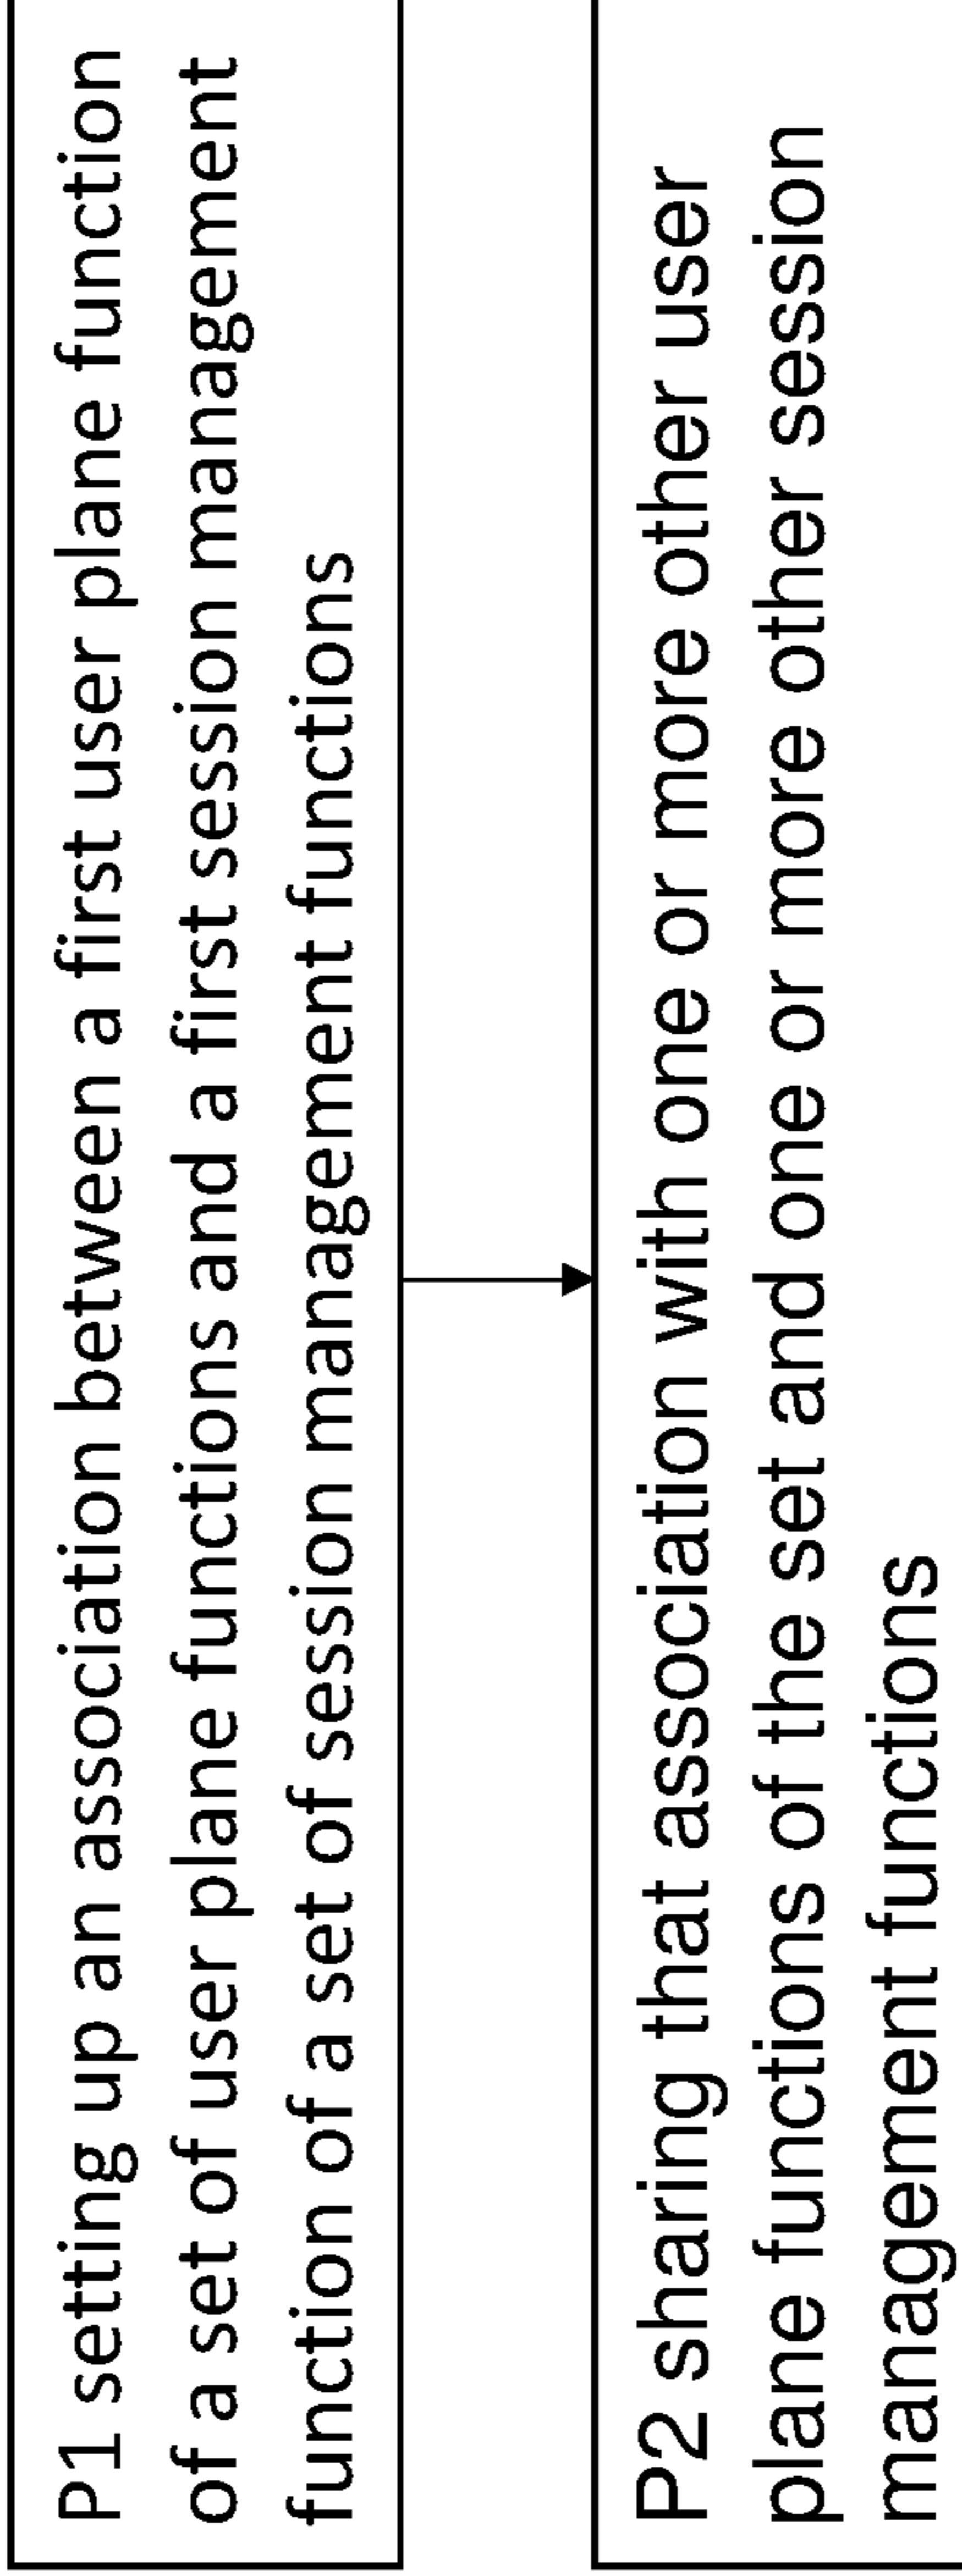 P1 setting up an association between a first user plane function
of a set of user plane functions and a first session management
function of a set of session management functions
P2 sharing that association with one or more other user
plane functions of the set and one or more other session
management functions